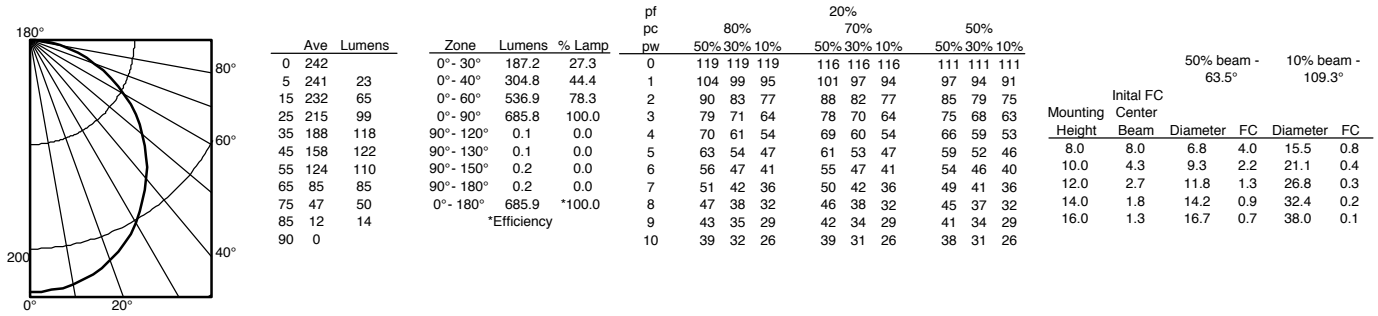 180°
80°
60°
40°
200
0° 20°
Ave Lumens
0 242
5 241 23
15 232 65
25 215 99
35 188 118
45 158 122
55 124 110
65 85 85
75 47 50
85 12 14
90 0
Zone Lumens % Lamp
0°- 30° 187.2 27.3
0°- 40° 304.8 44.4
0°- 60° 536.9 78.3
0°- 90° 685.8 100.0
90°- 120° 0.1 0.0
90°- 130° 0.1 0.0
90°- 150° 0.2 0.0
90°- 180° 0.2 0.0
0°- 180° 685.9 *100.0
*Efficiency
pf 20%
pc 80% 70% 50%
pw 50% 30% 10% 50% 30% 10% 50% 30% 10%
0 119 119 119 116 116 116 111 111 111
1 104 99 95 101 97 94 97 94 91
2 90 83 77 88 82 77 85 79 75
3 79 71 64 78 70 64 75 68 63
4 70 61 54 69 60 54 66 59 53
5 63 54 47 61 53 47 59 52 46
6 56 47 41 55 47 41 54 46 40
7 51 42 36 50 42 36 49 41 36
8 47 38 32 46 38 32 45 37 32
9 43 35 29 42 34 29 41 34 29
10 39 32 26 39 31 26 38 31 26
50% beam - 10% beam -
63.5° 109.3°
Inital FC
Mounting Center
Height Beam Diameter FC Diameter FC
8.0 8.0 6.8 4.0 15.5 0.8
10.0 4.3 9.3 2.2 21.1 0.4
12.0 2.7 11.8 1.3 26.8 0.3
14.0 1.8 14.2 0.9 32.4 0.2
16.0 1.3 16.7 0.7 38.0 0.1